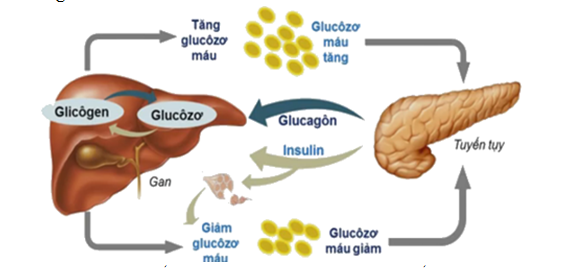 Tăng
glucôzơ
máu
Glucôzơ
máu
tăng
Glicôgen
Glucôzơ
Glucagôn
Insulin
Tuyến tụy
Gan
Giảm
glucôzơ
máu
Glucôzơ
máu giảm